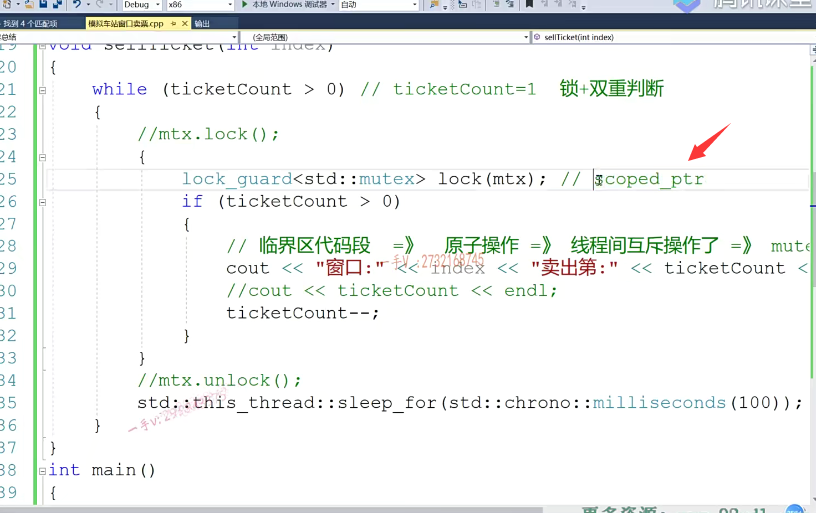 Debug x86 本地 Windows 调试器 自动
找到 4 个匹配项 模拟车站窗口卖票.cpp 输出
总结 (全局范围) sellTicket(int index)
19 void sellTicket(int index)
20 {
21 while (ticketCount > 0) // ticketCount=1 锁+双重判断
22 {
23 //mtx.lock();
24 {
25 lock_guard<std::mutex> lock(mtx); // scoped_ptr
26 if (ticketCount > 0)
27 {
28 // 临界区代码段 =》 原子操作 =》 线程间互斥操作了 =》 mute
29 cout << "窗口:" << index << "卖出第:" << ticketCount <
一手V:2732168745
30 //cout << ticketCount << endl;
31 ticketCount--;
32 }
33 }
34 //mtx.unlock();
35 std::this_thread::sleep_for(std::chrono::milliseconds(100));
一手v:
36 }
37 }
38 int main()
39 {